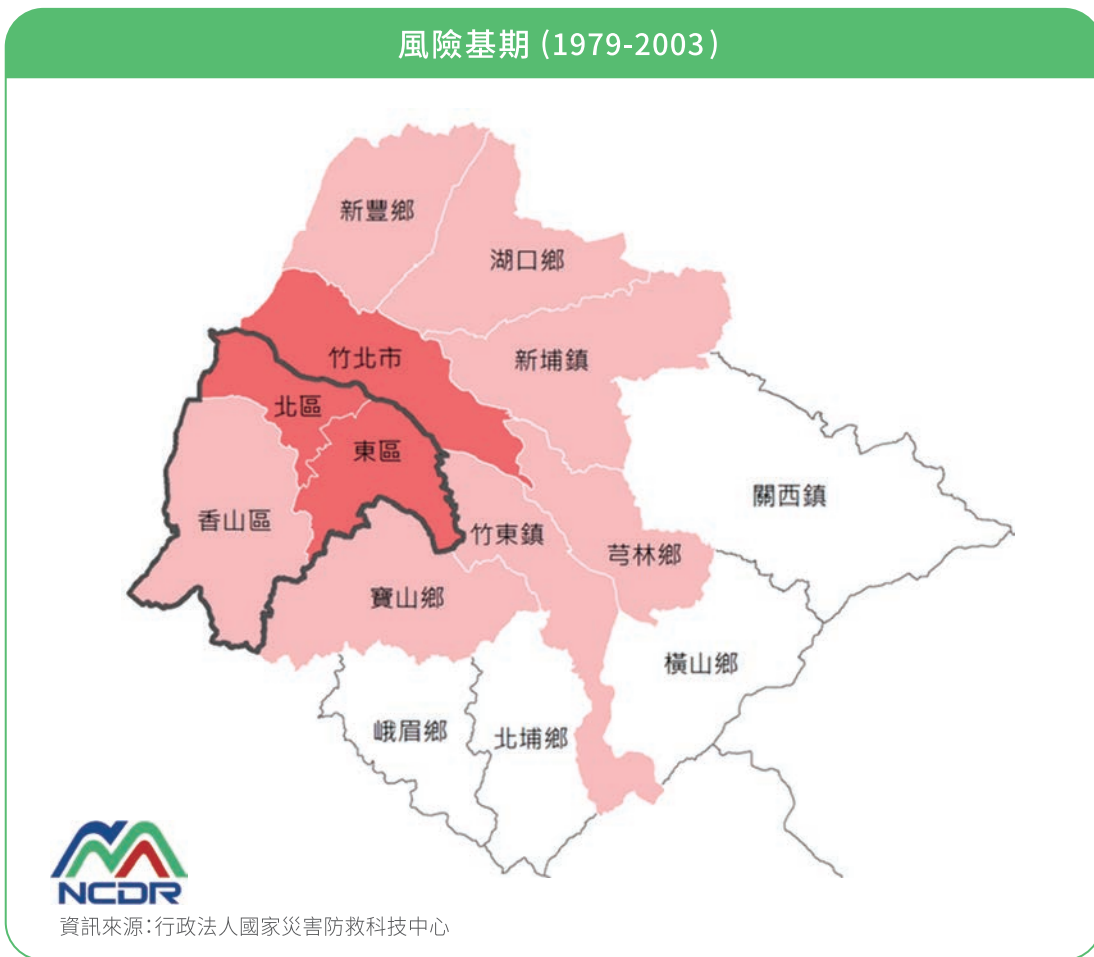 風險基期 (1979-2003)
新豐鄉
湖口鄉
竹北市
新埔鎮
北區
東區
關西鎮
香山區
竹東鎮
芎林鄉
寶山鄉
橫山鄉
峨眉鄉
北埔鄉
NCDR
資訊來源:行政法人國家災害防救科技中心